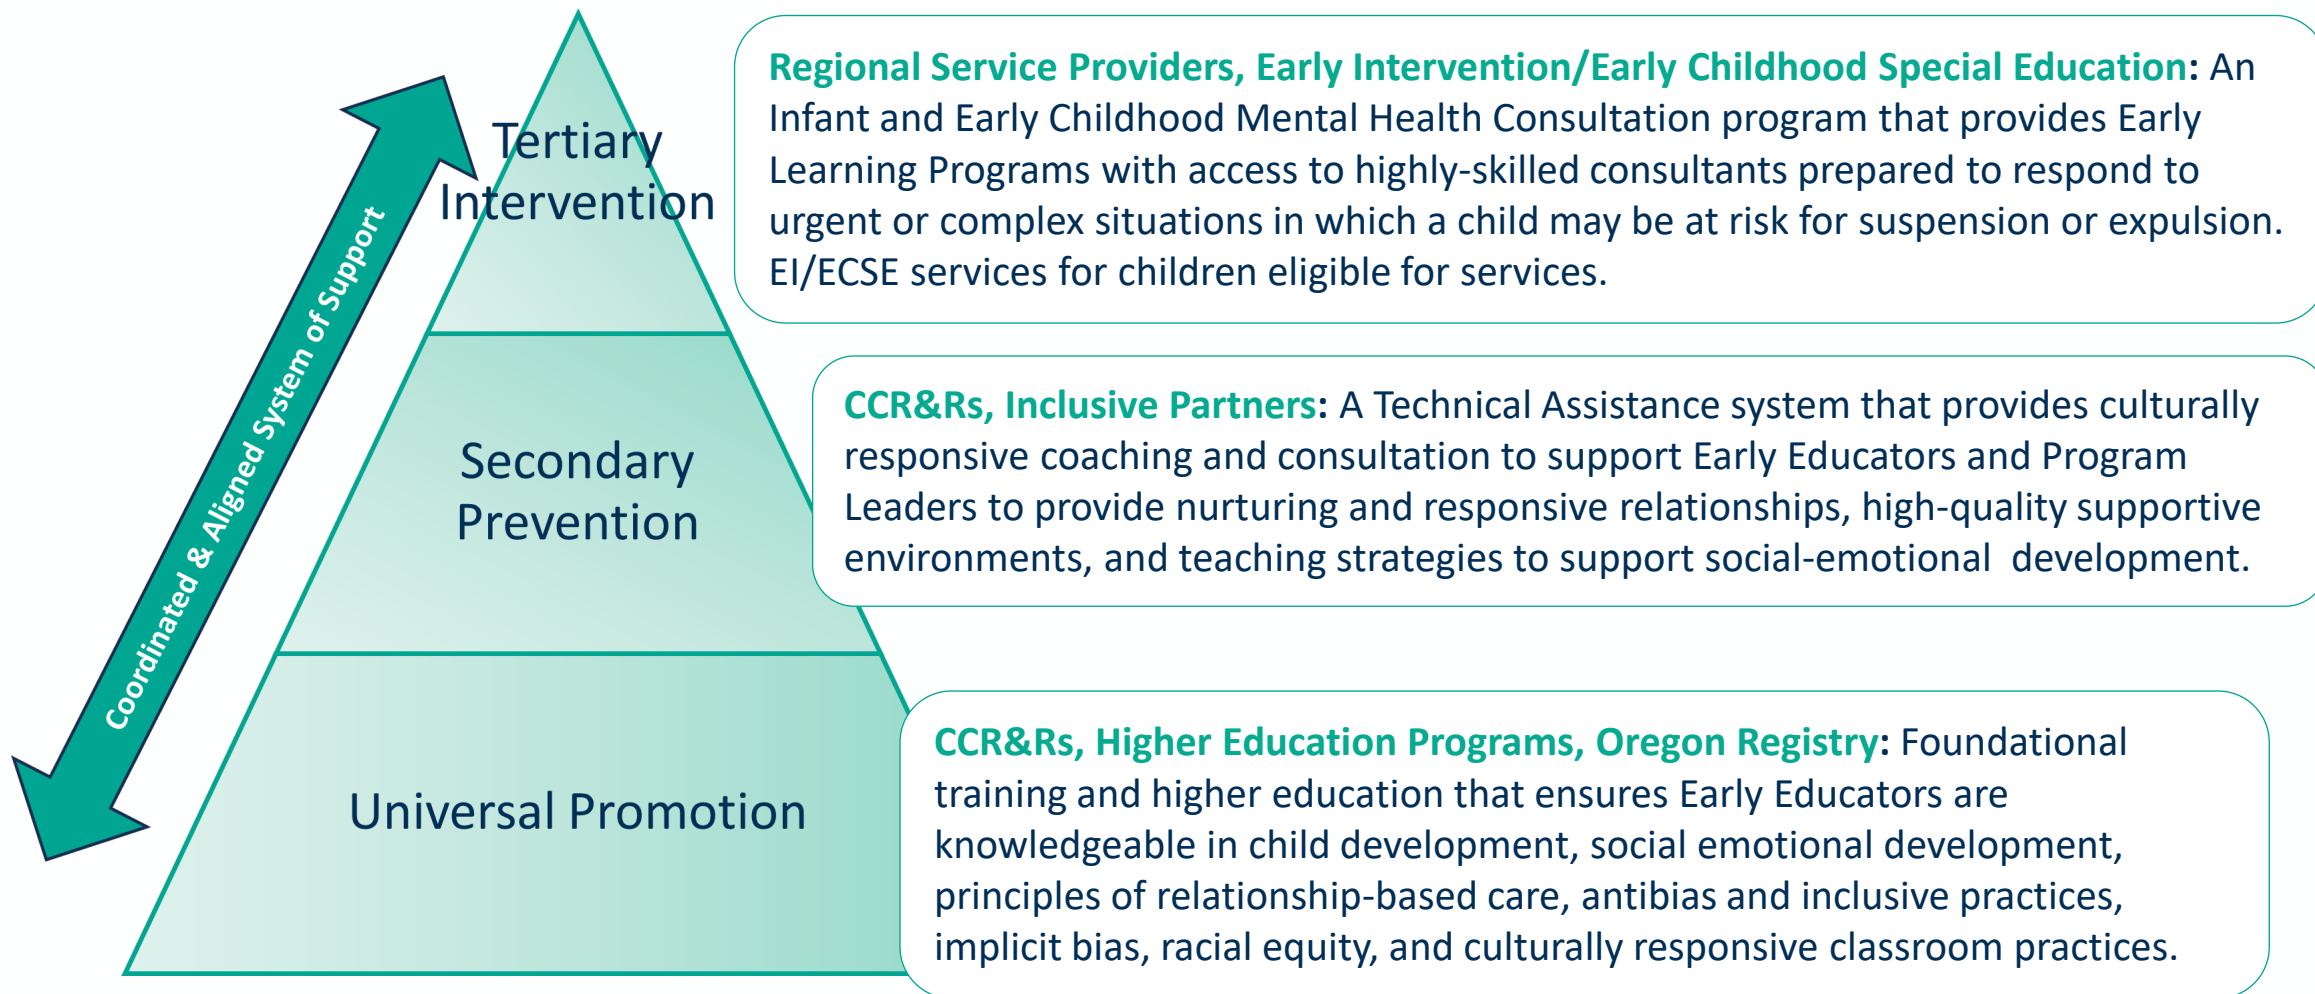 Coordinated & Aligned System of Support
Tertiary
Intervention
Regional Service Providers, Early Intervention/Early Childhood Special Education: An
Infant and Early Childhood Mental Health Consultation program that provides Early
Learning Programs with access to highly-skilled consultants prepared to respond to
urgent or complex situations in which a child may be at risk for suspension or expulsion.
EI/ECSE services for children eligible for services.
Secondary
Prevention
CCR&Rs, Inclusive Partners: A Technical Assistance system that provides culturally
responsive coaching and consultation to support Early Educators and Program
Leaders to provide nurturing and responsive relationships, high-quality supportive
environments, and teaching strategies to support social-emotional  development.
Universal Promotion
CCR&Rs, Higher Education Programs, Oregon Registry: Foundational
training and higher education that ensures Early Educators are
knowledgeable in child development, social emotional development,
principles of relationship-based care, antibias and inclusive practices,
implicit bias, racial equity, and culturally responsive classroom practices.